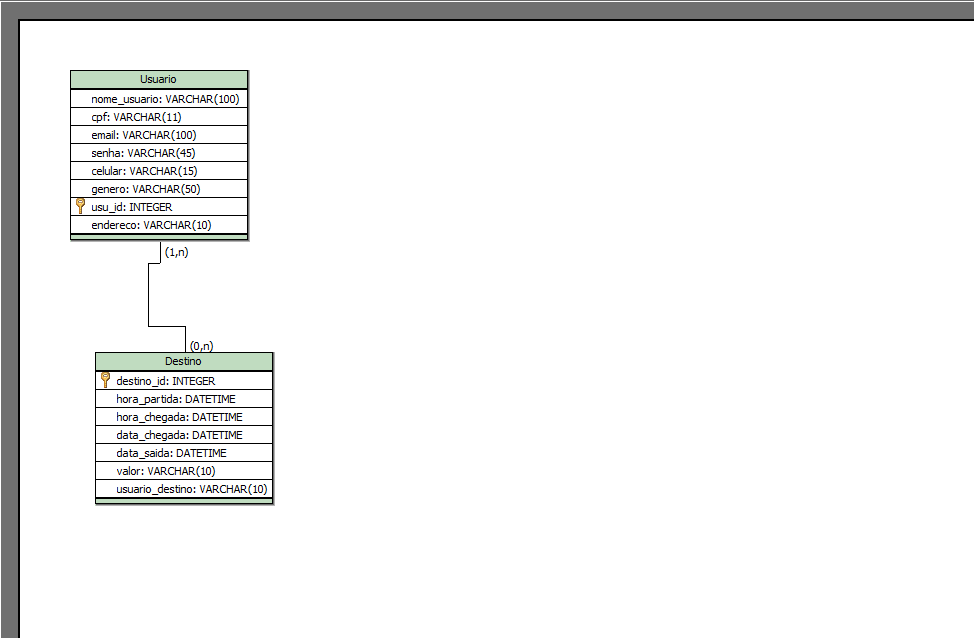 Usuario
nome_usuario: VARCHAR(100)
cpf: VARCHAR(11)
email: VARCHAR(100)
senha: VARCHAR(45)
celular: VARCHAR(15)
genero: VARCHAR(50)
usu_id: INTEGER
endereco: VARCHAR(10)
(1,n)
(0,n)
Destino
destino_id: INTEGER
hora_partida: DATETIME
hora_chegada: DATETIME
data_chegada: DATETIME
data_saida: DATETIME
valor: VARCHAR(10)
usuario_destino: VARCHAR(10)